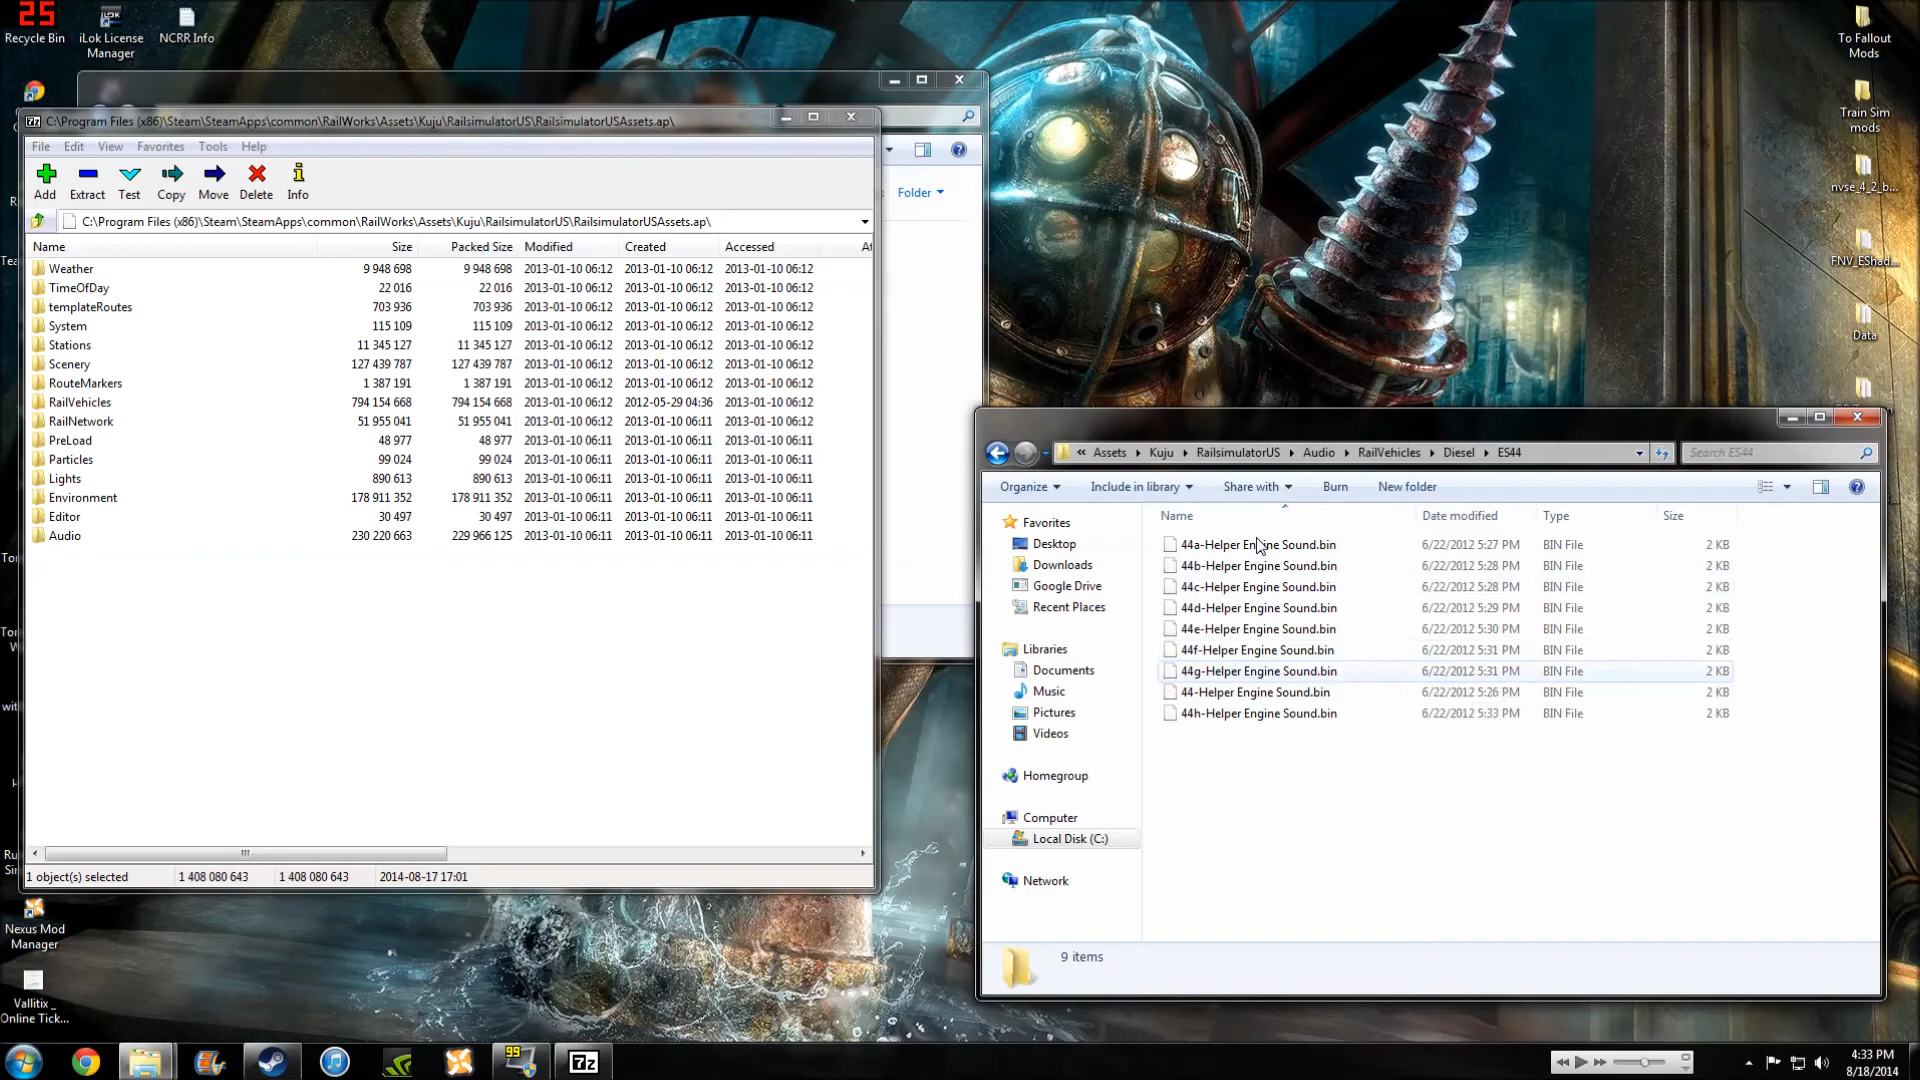 25
Recycle Bin
iLok License Manager
NCRR Info
To Fallout Mods
Train Sim mods
nvse_4_2_b...
FNV_EShad...
Data
C:\Program Files (x86)\Steam\SteamApps\common\RailWorks\Assets\Kuju\RailsimulatorUS\RailsimulatorUSAssets.ap\
File Edit View Favorites Tools Help
Add Extract Test Copy Move Delete Info
C:\Program Files (x86)\Steam\SteamApps\common\RailWorks\Assets\Kuju\RailsimulatorUS\RailsimulatorUSAssets.ap\
Name Size Packed Size Modified Created Accessed At
Weather 9 948 698 9 948 698 2013-01-10 06:12 2013-01-10 06:12 2013-01-10 06:12
TimeOfDay 22 016 22 016 2013-01-10 06:12 2013-01-10 06:12 2013-01-10 06:12
templateRoutes 703 936 703 936 2013-01-10 06:12 2013-01-10 06:12 2013-01-10 06:12
System 115 109 115 109 2013-01-10 06:12 2013-01-10 06:12 2013-01-10 06:12
Stations 11 345 127 11 345 127 2013-01-10 06:12 2013-01-10 06:12 2013-01-10 06:12
Scenery 127 439 787 127 439 787 2013-01-10 06:12 2013-01-10 06:12 2013-01-10 06:12
RouteMarkers 1 387 191 1 387 191 2013-01-10 06:12 2013-01-10 06:12 2013-01-10 06:12
RailVehicles 794 154 668 794 154 668 2012-05-29 04:36 2013-01-10 06:12 2013-01-10 06:12
RailNetwork 51 955 041 51 955 041 2013-01-10 06:11 2013-01-10 06:11 2013-01-10 06:11
PreLoad 48 977 48 977 2013-01-10 06:11 2013-01-10 06:11 2013-01-10 06:11
Particles 99 024 99 024 2013-01-10 06:11 2013-01-10 06:11 2013-01-10 06:11
Lights 890 613 890 613 2013-01-10 06:11 2013-01-10 06:11 2013-01-10 06:11
Environment 178 911 352 178 911 352 2013-01-10 06:11 2013-01-10 06:11 2013-01-10 06:11
Editor 30 497 30 497 2013-01-10 06:11 2013-01-10 06:11 2013-01-10 06:11
Audio 230 220 663 229 966 125 2013-01-10 06:11 2013-01-10 06:11 2013-01-10 06:11
1 object(s) selected 1 408 080 643 1 408 080 643 2014-08-17 17:01
Folder
« Assets Kuju RailsimulatorUS Audio RailVehicles Diesel ES44
Search ES44
Organize Include in library Share with Burn New folder
Favorites
Desktop
Downloads
Google Drive
Recent Places
Libraries
Documents
Music
Pictures
Videos
Homegroup
Computer
Local Disk (C:)
Network
Name Date modified Type Size
44a-Helper Engine Sound.bin 6/22/2012 5:27 PM BIN File 2 KB
44b-Helper Engine Sound.bin 6/22/2012 5:28 PM BIN File 2 KB
44c-Helper Engine Sound.bin 6/22/2012 5:28 PM BIN File 2 KB
44d-Helper Engine Sound.bin 6/22/2012 5:29 PM BIN File 2 KB
44e-Helper Engine Sound.bin 6/22/2012 5:30 PM BIN File 2 KB
44f-Helper Engine Sound.bin 6/22/2012 5:31 PM BIN File 2 KB
44g-Helper Engine Sound.bin 6/22/2012 5:31 PM BIN File 2 KB
44-Helper Engine Sound.bin 6/22/2012 5:26 PM BIN File 2 KB
44h-Helper Engine Sound.bin 6/22/2012 5:33 PM BIN File 2 KB
9 items
Nexus Mod Manager
Vallitix_ Online Tick...
99
7z
4:33 PM
8/18/2014